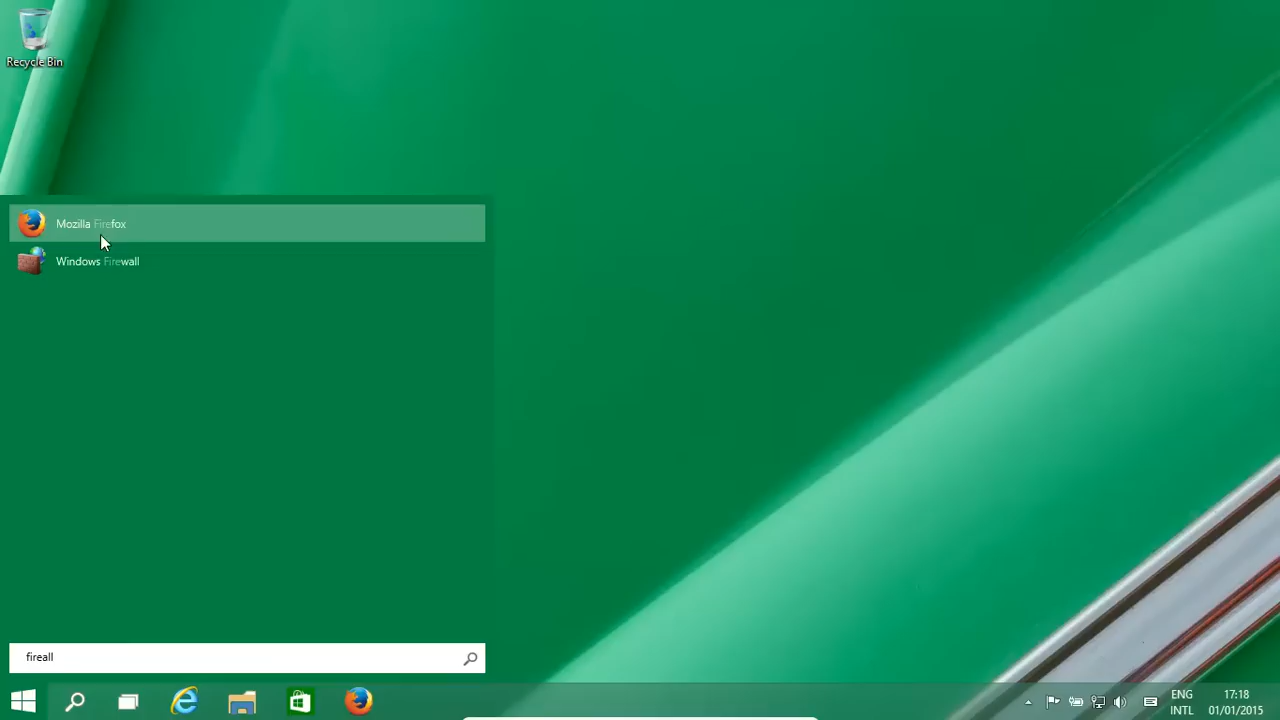 Recycle Bin
Mozilla Firefox
Windows Firewall
fireall
ENG
17:18
INTL
01/01/2015